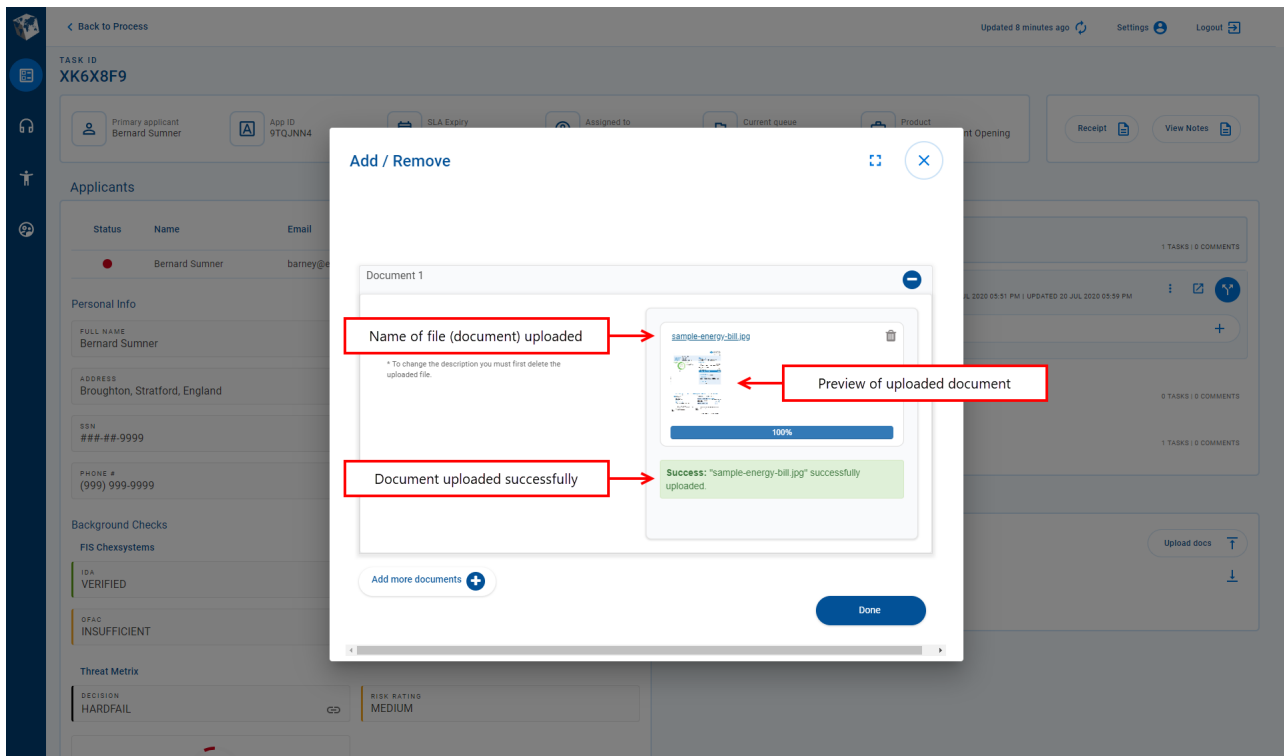 Back to Process
Updated 8 minutes ago
Settings
Logout
TASK ID
XK6X8F9
Primary applicant
Bernard Sumner
App ID
9TQJNN4
SLA Expiry
Assigned to
Current queue
Product
nt Opening
Receipt
View Notes
Add / Remove
Applicants
Status Name Email
Bernard Sumner barney@e
1 TASKS | 0 COMMENTS
Document 1
JL 2020 05:51 PM | UPDATED 20 JUL 2020 05:59 PM
Personal Info
FULL NAME
Bernard Sumner
Name of file (document) uploaded
sample-energy-bill.jpg
* To change the description you must first delete the
uploaded file.
Preview of uploaded document
ADDRESS
Broughton, Stratford, England
0 TASKS | 0 COMMENTS
100%
SSN
###-##-9999
1 TASKS | 0 COMMENTS
PHONE #
(999) 999-9999
Document uploaded successfully
Success: "sample-energy-bill.jpg" successfully
uploaded.
Background Checks
FIS Chexsystems
Upload docs
IDA
VERIFIED
Add more documents
Done
OFAC
INSUFFICIENT
Threat Metrix
DECISION
HARDFAIL
RISK RATING
MEDIUM